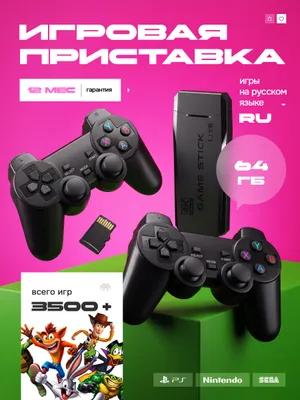 ИГРОВАЯ
ПРИСТАВКА
12 МЕС
гарантия
игры
на русском
языке
RU
GAME STICK
LITE
64
ГБ
всего игр
3500+
PS
Nintendo
SEGA